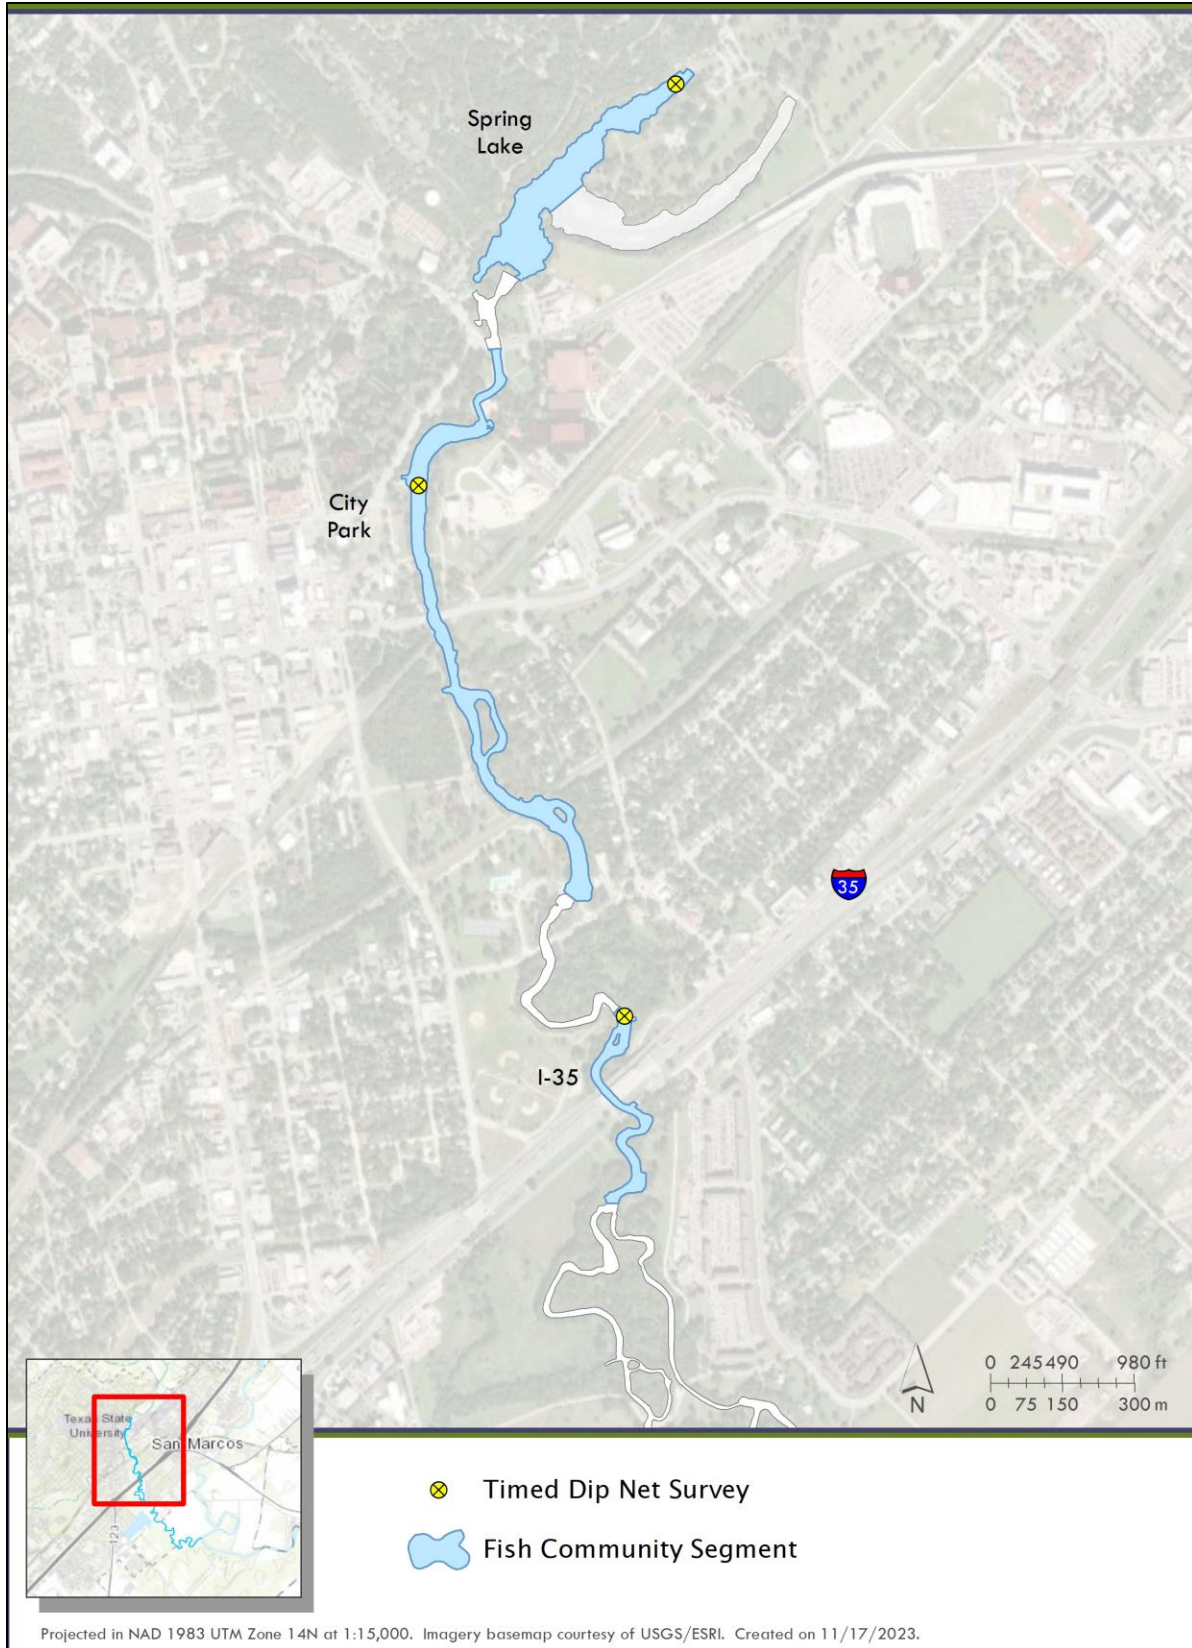 Spring
Lake
City
Park
35
I-35
N
0 245 490 980 ft
0 75 150 300 m
Texas State
University
San Marcos
123
Timed Dip Net Survey
Fish Community Segment
Projected in NAD 1983 UTM Zone 14N at 1:15,000. Imagery basemap courtesy of USGS/ESRI. Created on 11/17/2023.